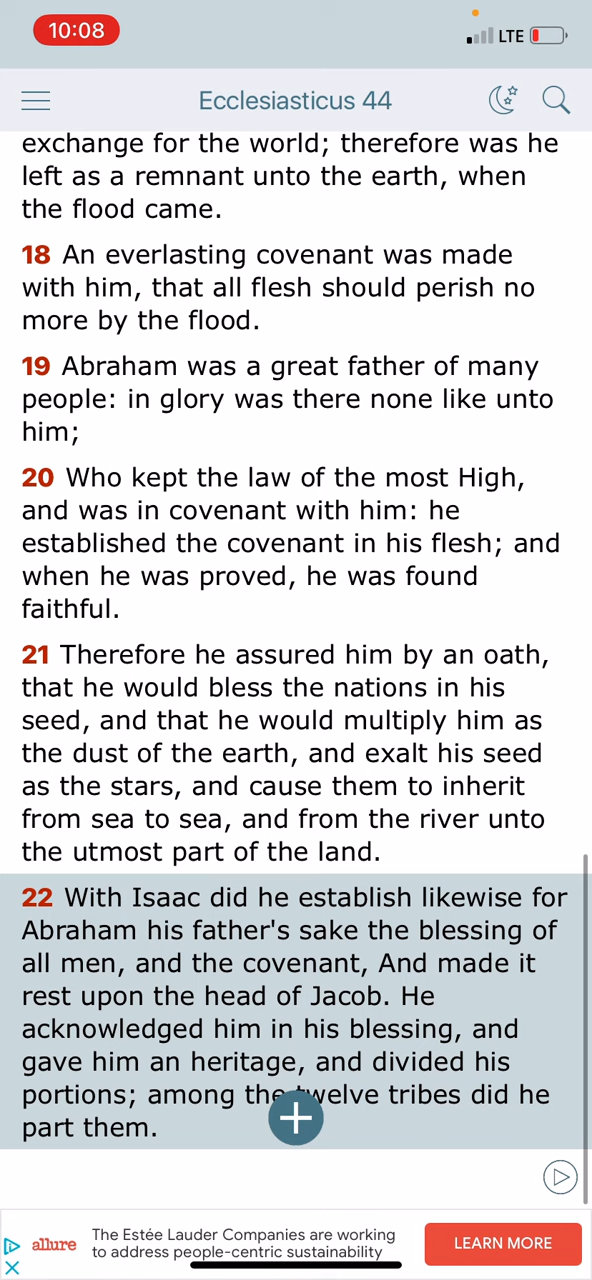 10:08
LTE
Ecclesiasticus 44
exchange for the world; therefore was he
left as a remnant unto the earth, when
the flood came.
18 An everlasting covenant was made
with him, that all flesh should perish no
more by the flood.
19 Abraham was a great father of many
people: in glory was there none like unto
him;
20 Who kept the law of the most High,
and was in covenant with him: he
established the covenant in his flesh; and
when he was proved, he was found
faithful.
21 Therefore he assured him by an oath,
that he would bless the nations in his
seed, and that he would multiply him as
the dust of the earth, and exalt his seed
as the stars, and cause them to inherit
from sea to sea, and from the river unto
the utmost part of the land.
22 With Isaac did he establish likewise for
Abraham his father's sake the blessing of
all men, and the covenant, And made it
rest upon the head of Jacob. He
acknowledged him in his blessing, and
gave him an heritage, and divided his
portions; among the twelve tribes did he
part them.
allure
The Estée Lauder Companies are working
to address people-centric sustainability
LEARN MORE